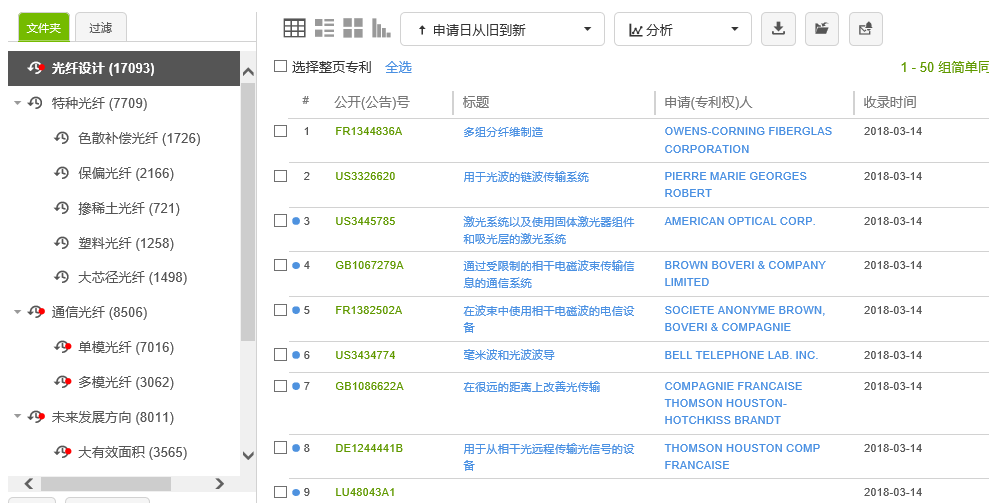 文件夹 过滤
申请日从旧到新 分析
选择整页专利 全选 1 - 50 组简单同
光纤设计 (17093)
特种光纤 (7709)
色散补偿光纤 (1726)
保偏光纤 (2166)
掺稀土光纤 (721)
塑料光纤 (1258)
大芯径光纤 (1498)
通信光纤 (8506)
单模光纤 (7016)
多模光纤 (3062)
未来发展方向 (8011)
大有效面积 (3565)
# 公开(公告)号 标题 申请(专利权)人 收录时间
1 FR1344836A 多组分纤维制造 OWENS-CORNING FIBERGLAS 2018-03-14
CORPORATION
2 US3326620 用于光波的链波传输系统 PIERRE MARIE GEORGES 2018-03-14
ROBERT
3 US3445785 激光系统以及使用固体激光器组件 AMERICAN OPTICAL CORP. 2018-03-14
和吸光层的激光系统
4 GB1067279A 通过受限制的相干电磁波束传输信 BROWN BOVERI & COMPANY 2018-03-14
息的通信系统 LIMITED
5 FR1382502A 在波束中使用相干电磁波的电信设 SOCIETE ANONYME BROWN, 2018-03-14
备 BOVERI & COMPAGNIE
6 US3434774 毫米波和光波波导 BELL TELEPHONE LAB. INC. 2018-03-14
7 GB1086622A 在很远的距离上改善光传输 COMPAGNIE FRANCAISE 2018-03-14
THOMSON HOUSTON-
HOTCHKISS BRANDT
8 DE1244441B 用于从相干光远程传输光信号的设 THOMSON HOUSTON COMP 2018-03-14
备 FRANCAISE
9 LU48043A1 2018-03-14